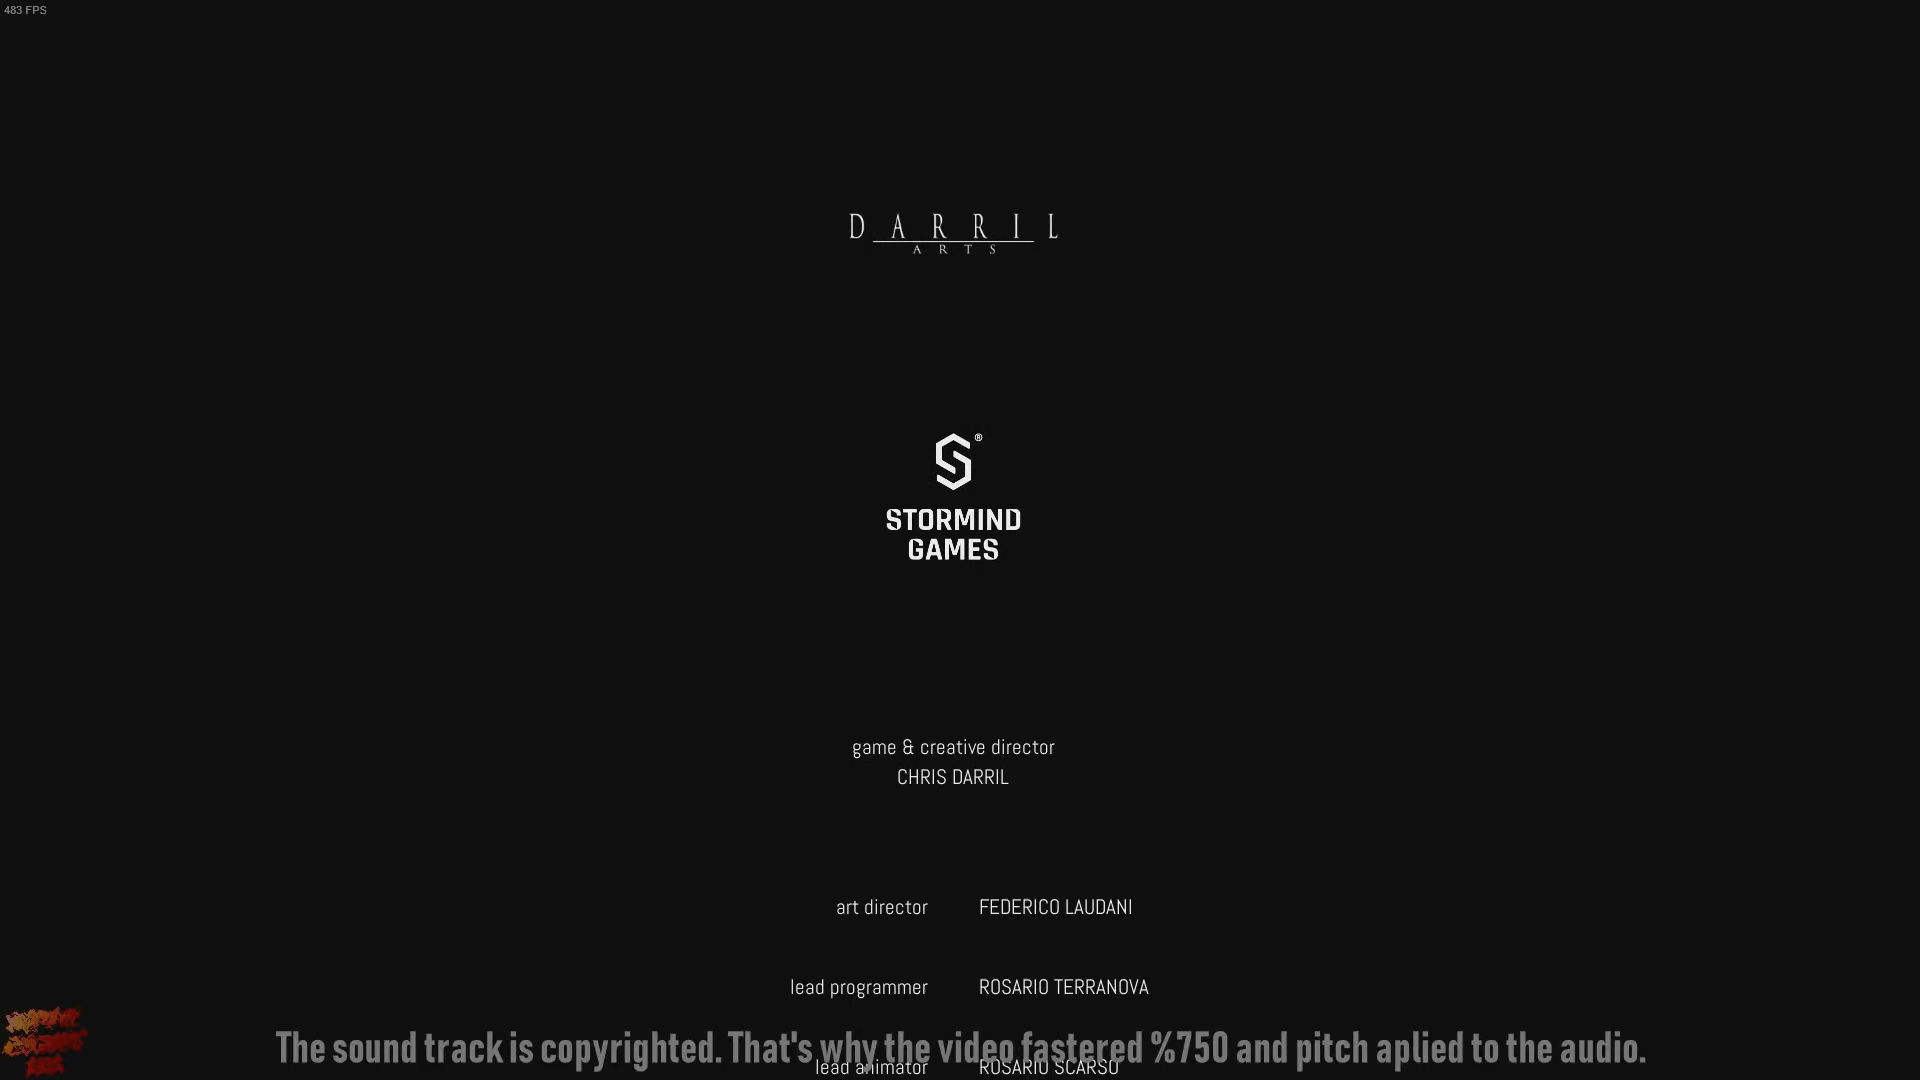 483 FPS
DARRIL
ARTS
S®
STORMIND
GAMES
game & creative director
CHRIS DARRIL
art director FEDERICO LAUDANI
lead programmer ROSARIO TERRANOVA
The sound track is copyrighted. That's why the video fastered %750 and pitch aplied to the audio.
lead animator ROSARIO SCARSO